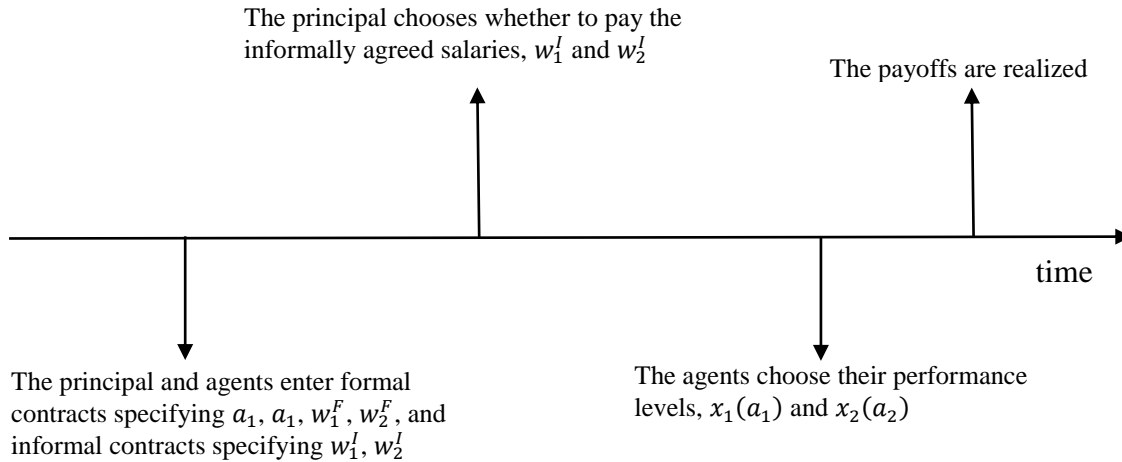 The principal chooses whether to pay the
informally agreed salaries, w₁ᴵ and w₂ᴵ
The payoffs are realized
time
The principal and agents enter formal
contracts specifying a₁, a₁, w₁ᶠ, w₂ᶠ, and
informal contracts specifying w₁ᴵ, w₂ᴵ
The agents choose their performance
levels, x₁(a₁) and x₂(a₂)